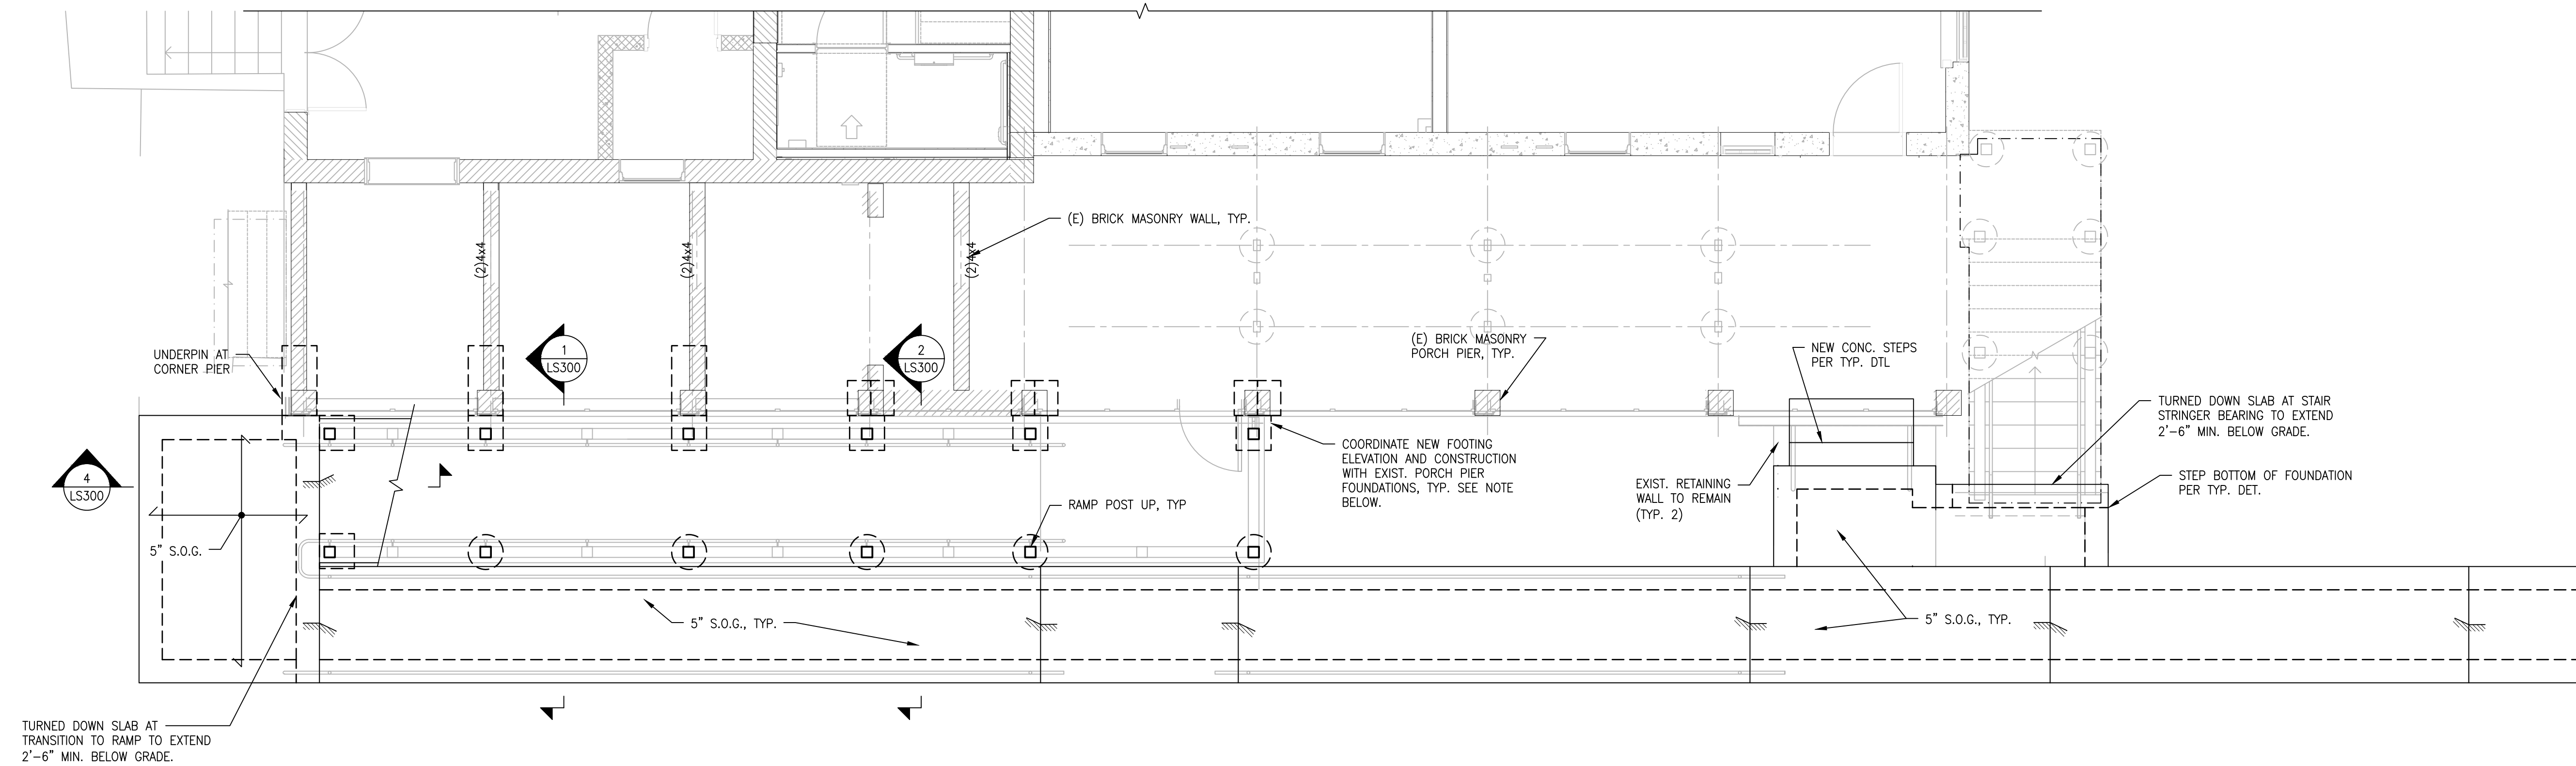 (2)4x4
(2)4x4
(2)4x4
(E) BRICK MASONRY WALL, TYP.
UNDERPIN AT
CORNER PIER
1
LS300
2
LS300
(E) BRICK MASONRY
PORCH PIER, TYP.
NEW CONC. STEPS
PER TYP. DTL
TURNED DOWN SLAB AT STAIR
STRINGER BEARING TO EXTEND
2'-6" MIN. BELOW GRADE.
COORDINATE NEW FOOTING
ELEVATION AND CONSTRUCTION
WITH EXIST. PORCH PIER
FOUNDATIONS, TYP. SEE NOTE
BELOW.
4
LS300
EXIST. RETAINING
WALL TO REMAIN
(TYP. 2)
STEP BOTTOM OF FOUNDATION
PER TYP. DET.
RAMP POST UP, TYP
5" S.O.G.
5" S.O.G., TYP.
5" S.O.G., TYP.
TURNED DOWN SLAB AT
TRANSITION TO RAMP TO EXTEND
2'-6" MIN. BELOW GRADE.